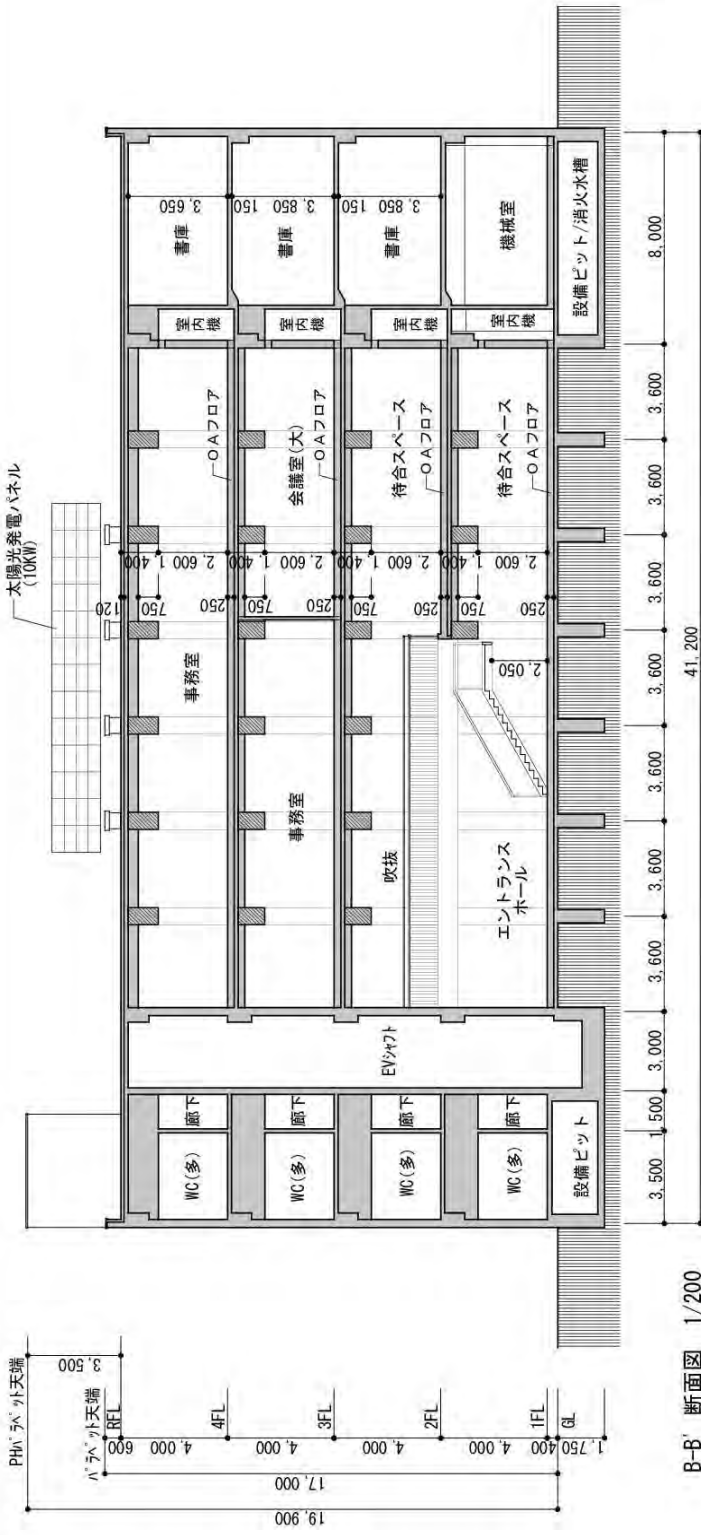 PHパラペット天端
パラペット天端
RFL
4FL
3FL
2FL
1FL
GL
3,500
600
4,000
4,000
4,000
4,000
400
1,750
17,000
19,900
太陽光発電パネル
(10KW)
WC(多)
廊下
WC(多)
廊下
WC(多)
廊下
WC(多)
廊下
設備ピット
EVシャフト
事務室
事務室
吹抜
エントランス
ホール
2,050
120
750
1,400
2,600
250
750
1,400
2,600
250
750
1,400
2,600
250
750
1,400
2,600
250
OAフロア
会議室(大)
OAフロア
待合スペース
OAフロア
待合スペース
OAフロア
室内機
室内機
室内機
室内機
書庫
3,650
150
書庫
3,850
150
書庫
3,850
機械室
設備ピット/消火水槽
3,500
1,500
3,000
3,600
3,600
3,600
3,600
3,600
3,600
3,600
8,000
41,200
B-B' 断面図 1/200